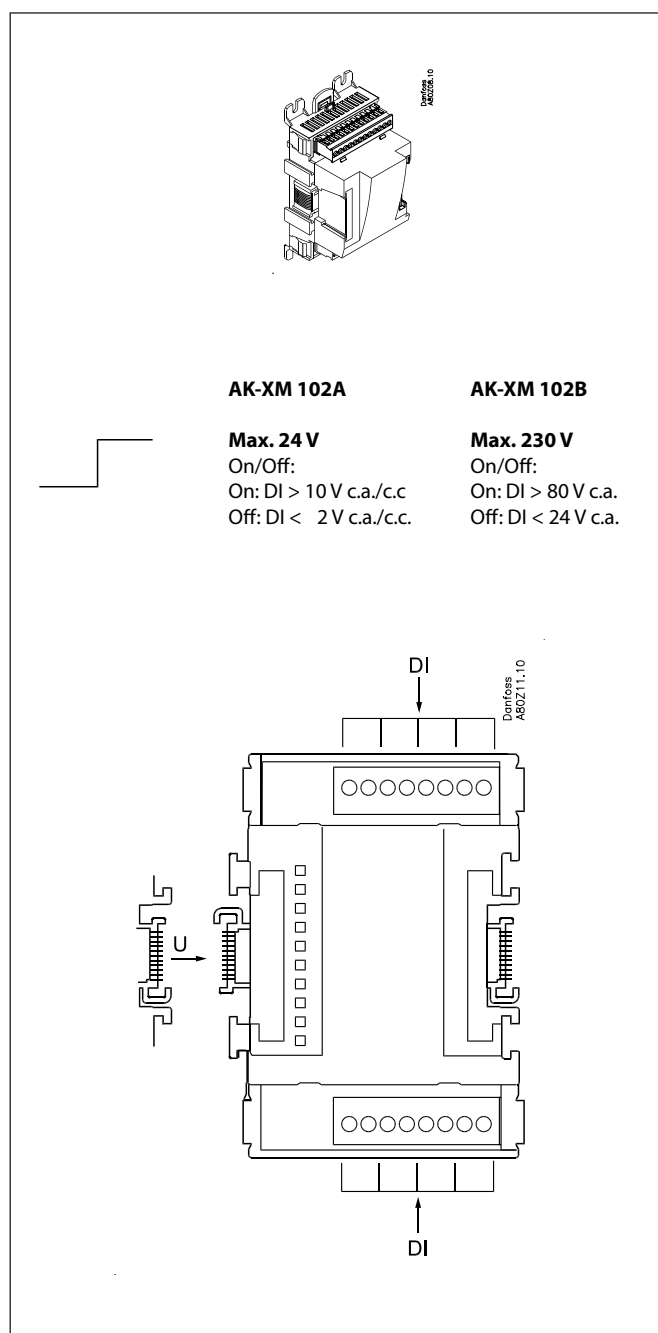 Danfoss
A80Z08.10
AK-XM 102A
Max. 24 V
On/Off:
On: DI > 10 V c.a./c.c
Off: DI <   2 V c.a./c.c.
AK-XM 102B
Max. 230 V
On/Off:
On: DI > 80 V c.a.
Off: DI < 24 V c.a.
DI
Danfoss
A80Z11.10
U
DI